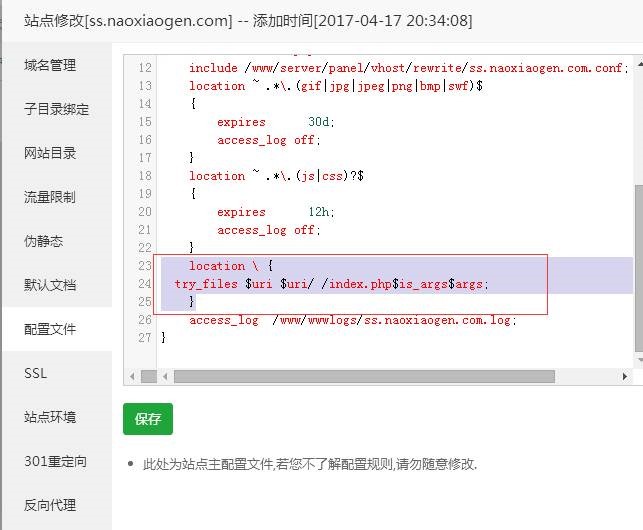 站点修改[ss.naoxiaogen.com] -- 添加时间[2017-04-17 20:34:08]
域名管理
子目录绑定
网站目录
流量限制
伪静态
默认文档
配置文件
SSL
站点环境
301重定向
反向代理
12 include /www/server/panel/vhost/rewrite/ss.naoxiaogen.com.conf;
13 location ~ .*\.(gif|jpg|jpeg|png|bmp|swf)$
14 {
15 expires 30d;
16 access_log off;
17 }
18 location ~ .*\.(js|css)?$
19 {
20 expires 12h;
21 access_log off;
22 }
23 location \ {
24 try_files $uri $uri/ /index.php$is_args$args;
25 }
26 access_log /www/wwwlogs/ss.naoxiaogen.com.log;
27 }
保存
此处为站点主配置文件,若您不了解配置规则,请勿随意修改.